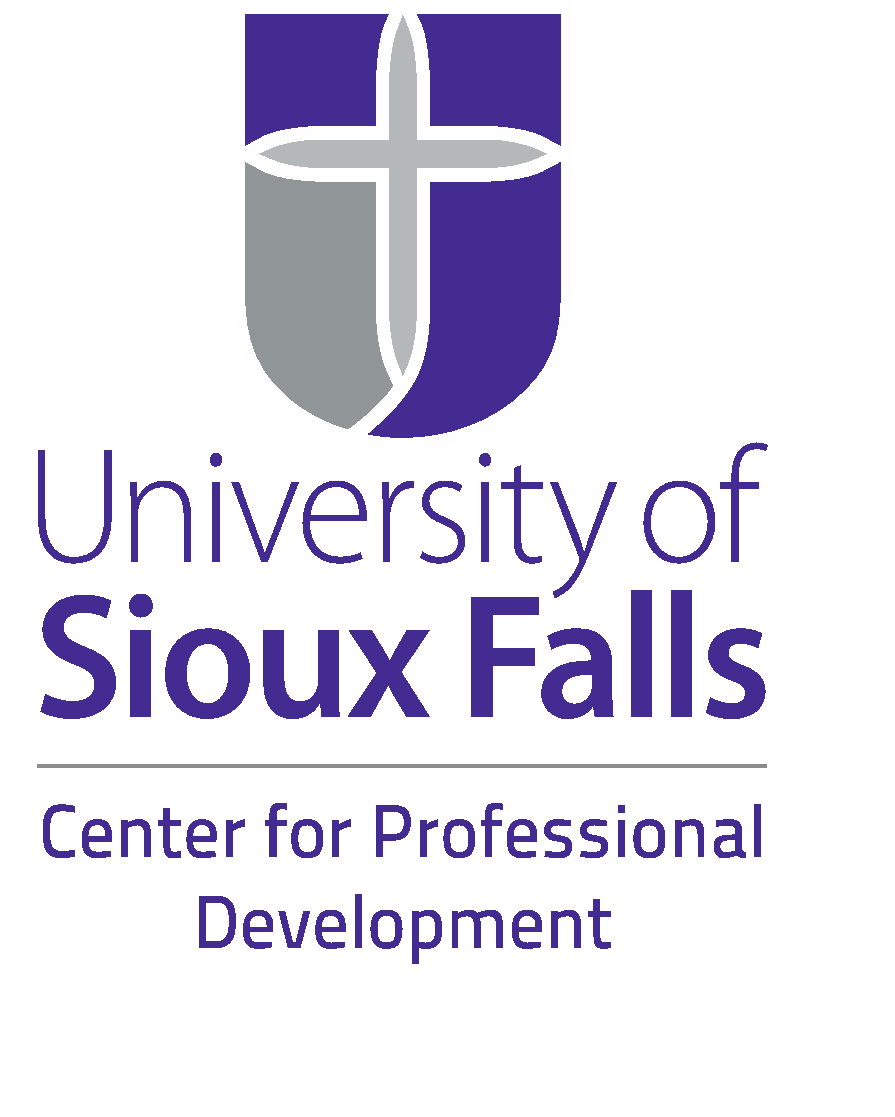 University of
Sioux Falls
Center for Professional
Development